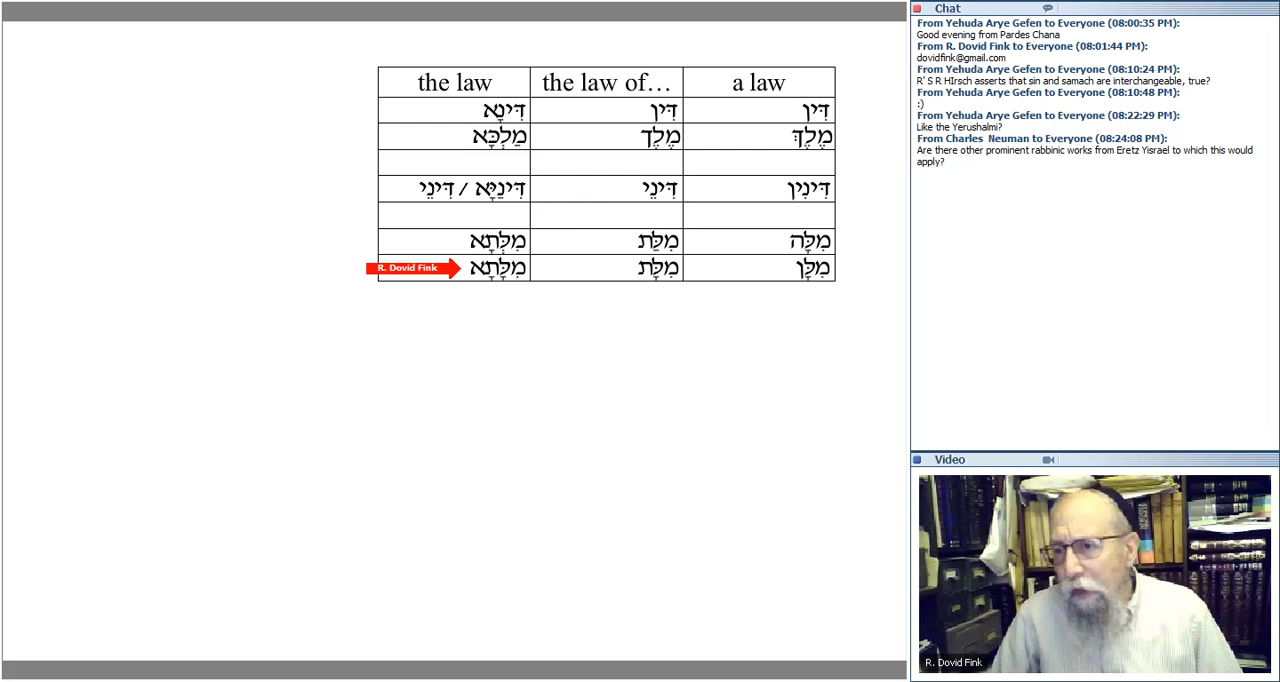 the law the law of… a law
דִּינָא דִּין דִּין
מַלְכָּא מֶלֶך מֶלֶךְ
דִּינַיָּא / דִּינֵי דִּינֵי דִּינִין
מִלְּתָא מִלַּת מִלָּה
מִלָּתָא מִלָּת מִלָּן
R. Dovid Fink
Chat
From Yehuda Arye Gefen to Everyone (08:00:35 PM):
Good evening from Pardes Chana
From R. Dovid Fink to Everyone (08:01:44 PM):
dovidfink@gmail.com
From Yehuda Arye Gefen to Everyone (08:10:24 PM):
R' S R HIrsch asserts that sin and samach are interchangeable, true?
From Yehuda Arye Gefen to Everyone (08:10:48 PM):
:)
From Yehuda Arye Gefen to Everyone (08:22:29 PM):
Like the Yerushalmi?
From Charles Neuman to Everyone (08:24:08 PM):
Are there other prominent rabbinic works from Eretz Yisrael to which this would
apply?
Video
R. Dovid Fink